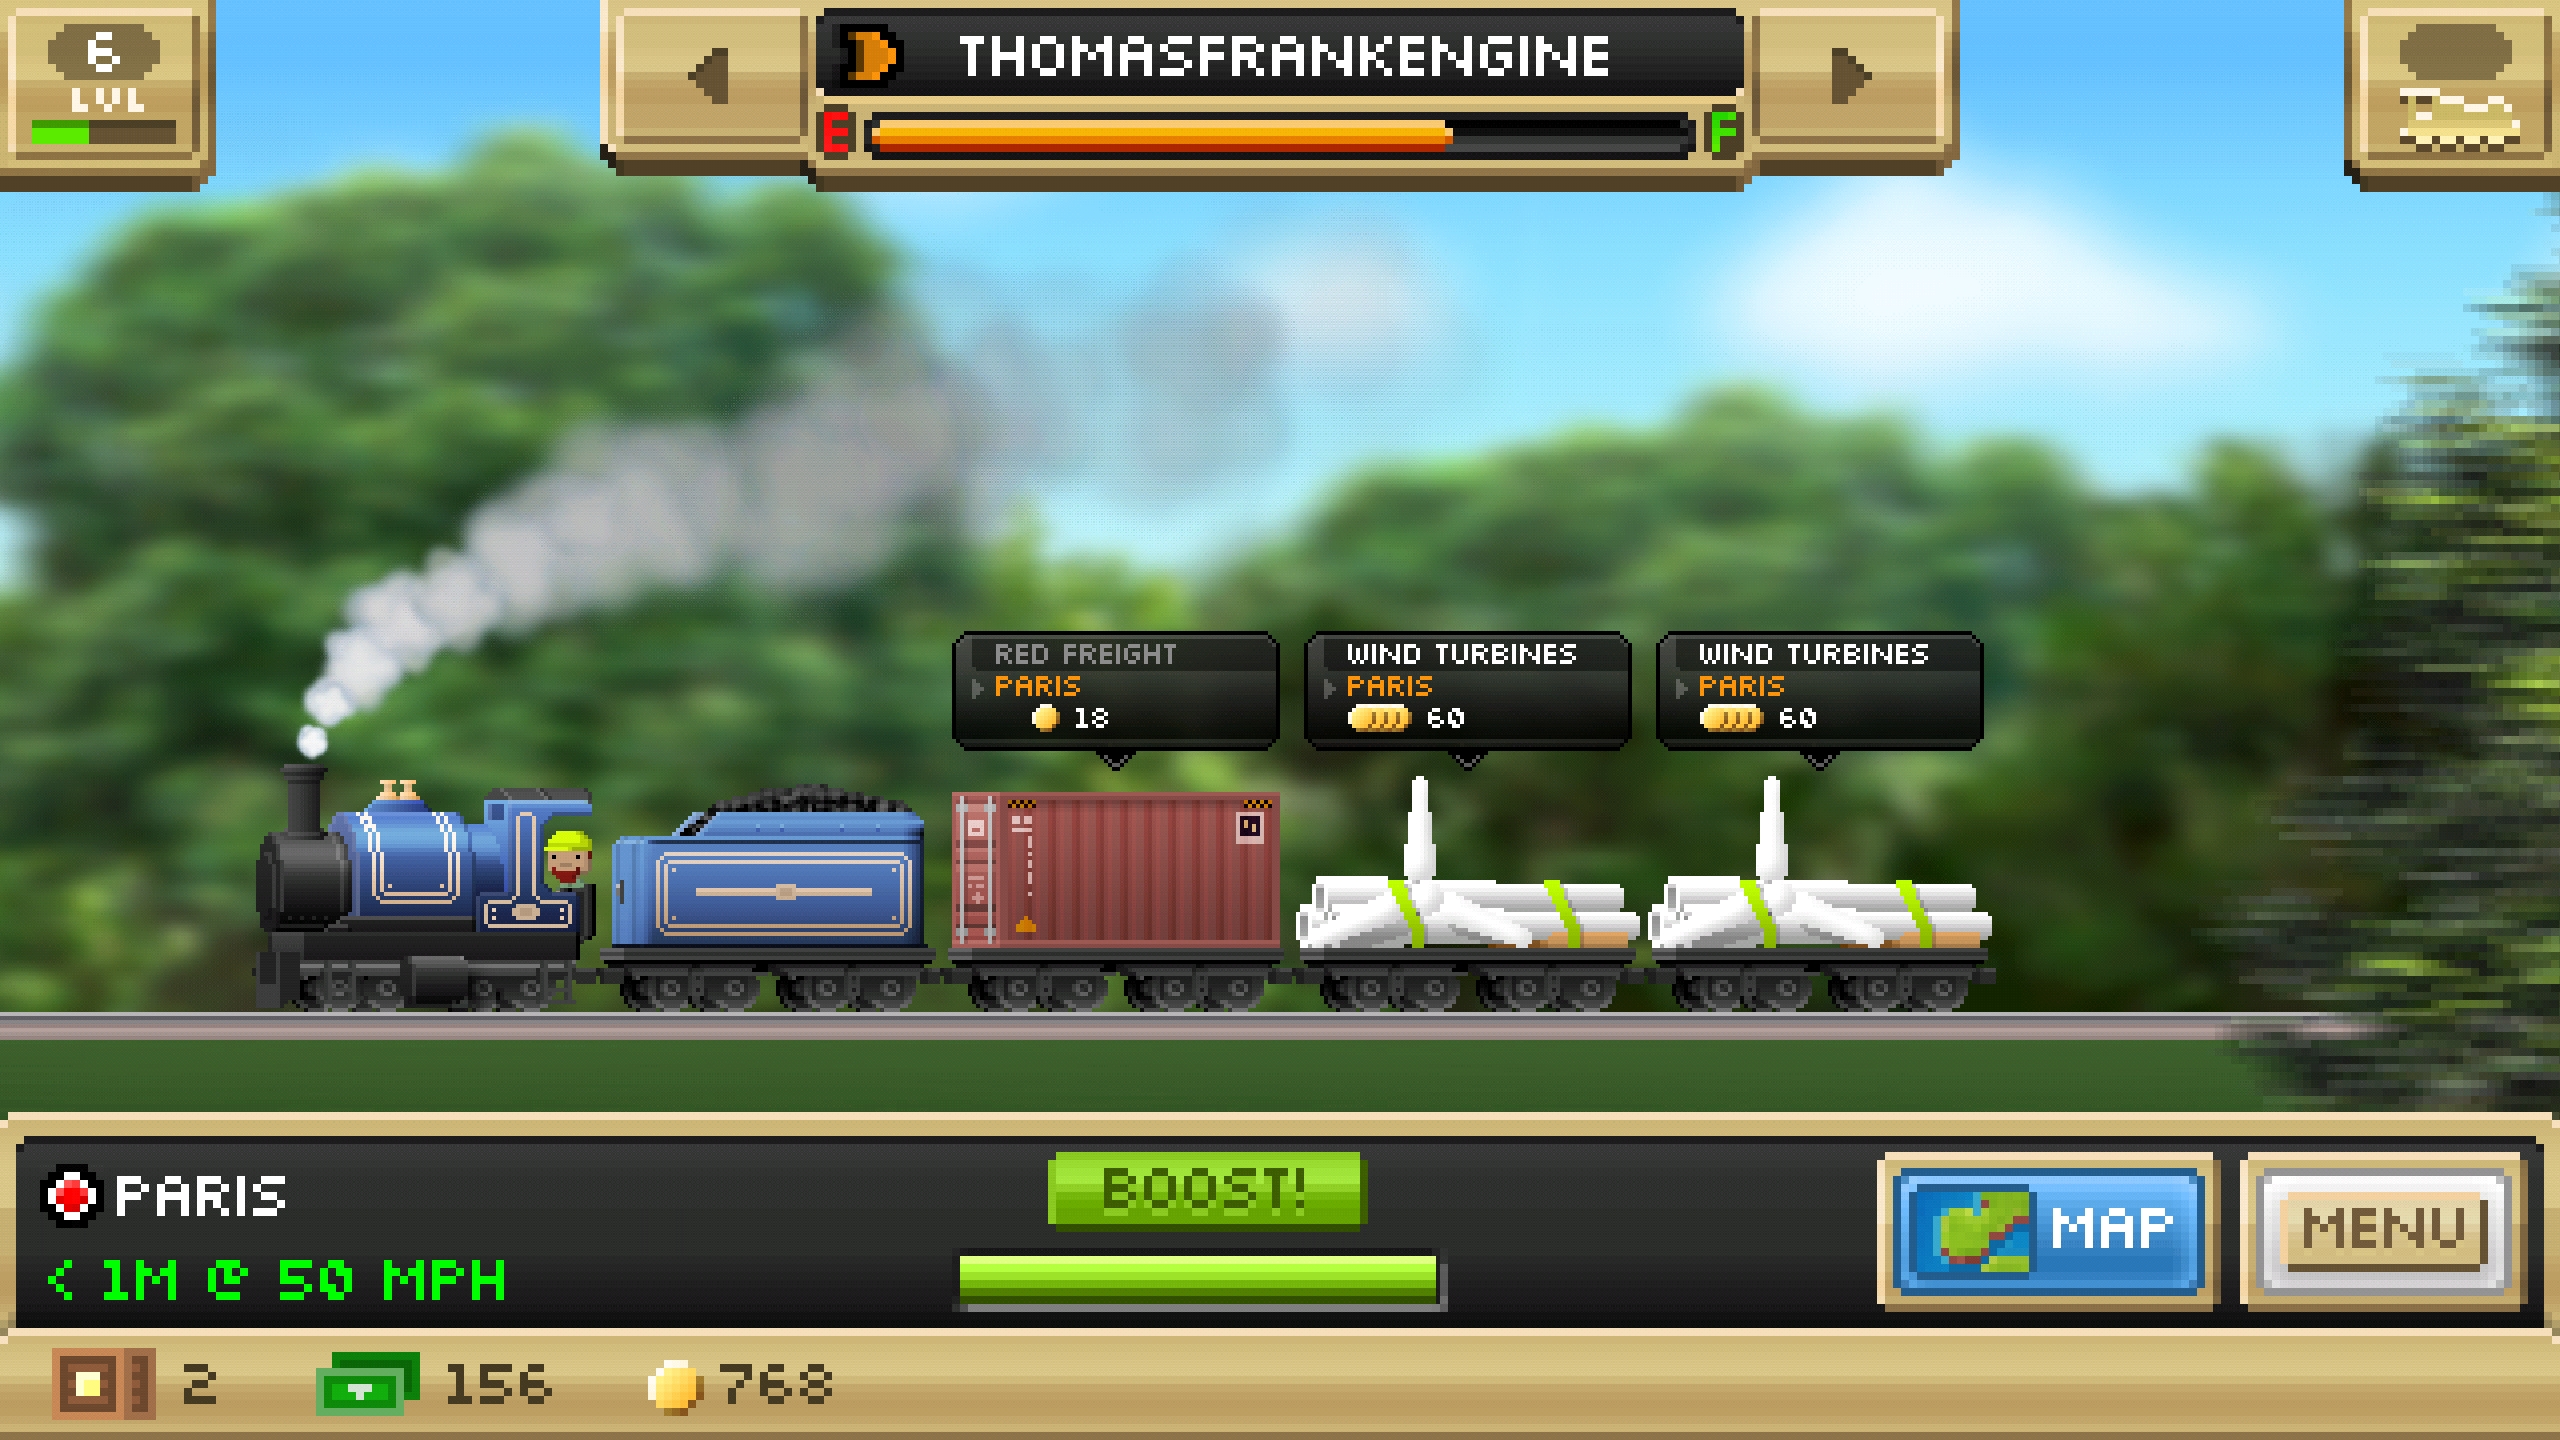 6
LVL
THOMASFRANKENGINE
E F
RED FREIGHT
PARIS
18
WIND TURBINES
PARIS
60
WIND TURBINES
PARIS
60
PARIS
< 1M @ 50 MPH
BOOST!
MAP
MENU
2 156 768